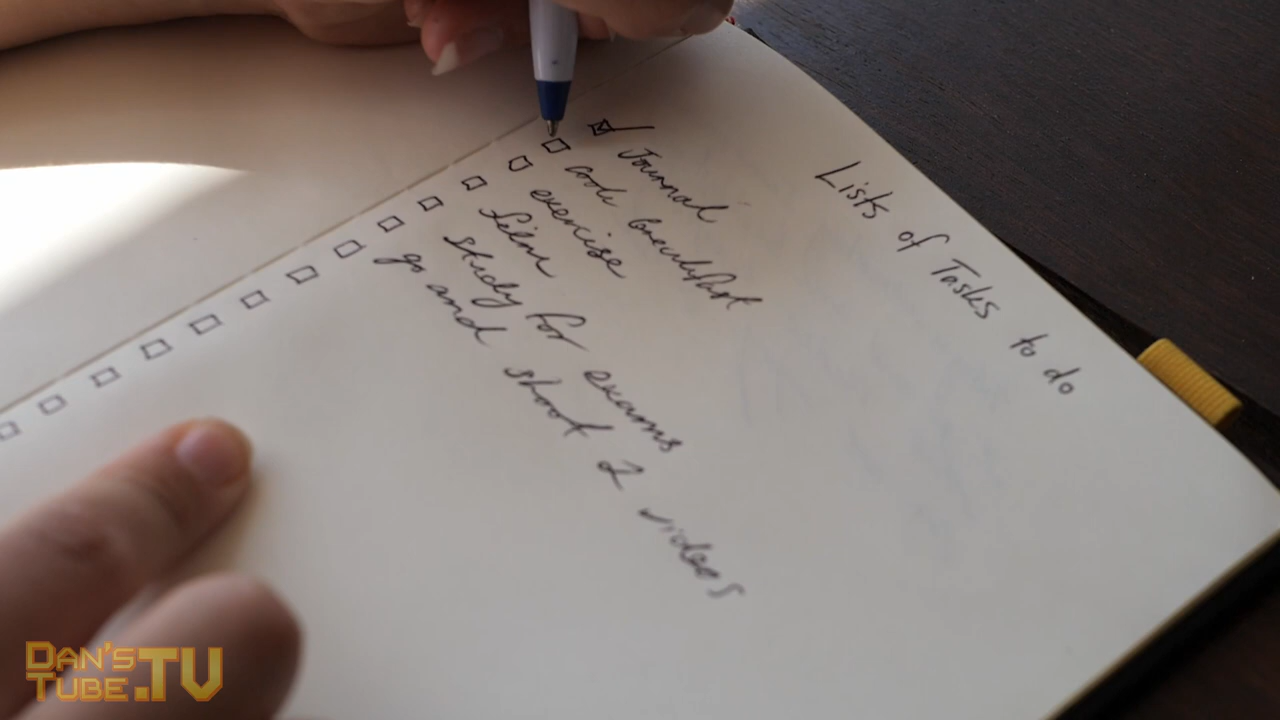 Lists of Tasks to do
Journal
cook breakfast
exercise
film
study for exams
go and shoot 2 videos
DAN'S
TUBE.TV